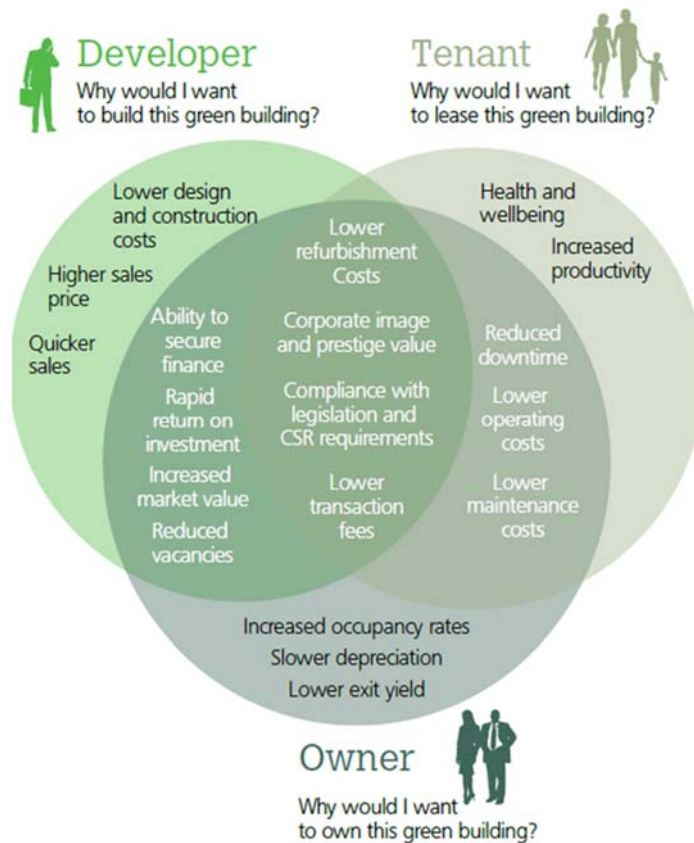 Developer
Why would I want
to build this green building?
Tenant
Why would I want
to lease this green building?
Lower design
and construction
costs
Higher sales
price
Quicker
sales
Ability to
secure
finance
Rapid
return on
investment
Increased
market value
Reduced
vacancies
Lower
refurbishment
Costs
Corporate image
and prestige value
Compliance with
legislation and
CSR requirements
Lower
transaction
fees
Health and
wellbeing
Increased
productivity
Reduced
downtime
Lower
operating
costs
Lower
maintenance
costs
Increased occupancy rates
Slower depreciation
Lower exit yield
Owner
Why would I want
to own this green building?